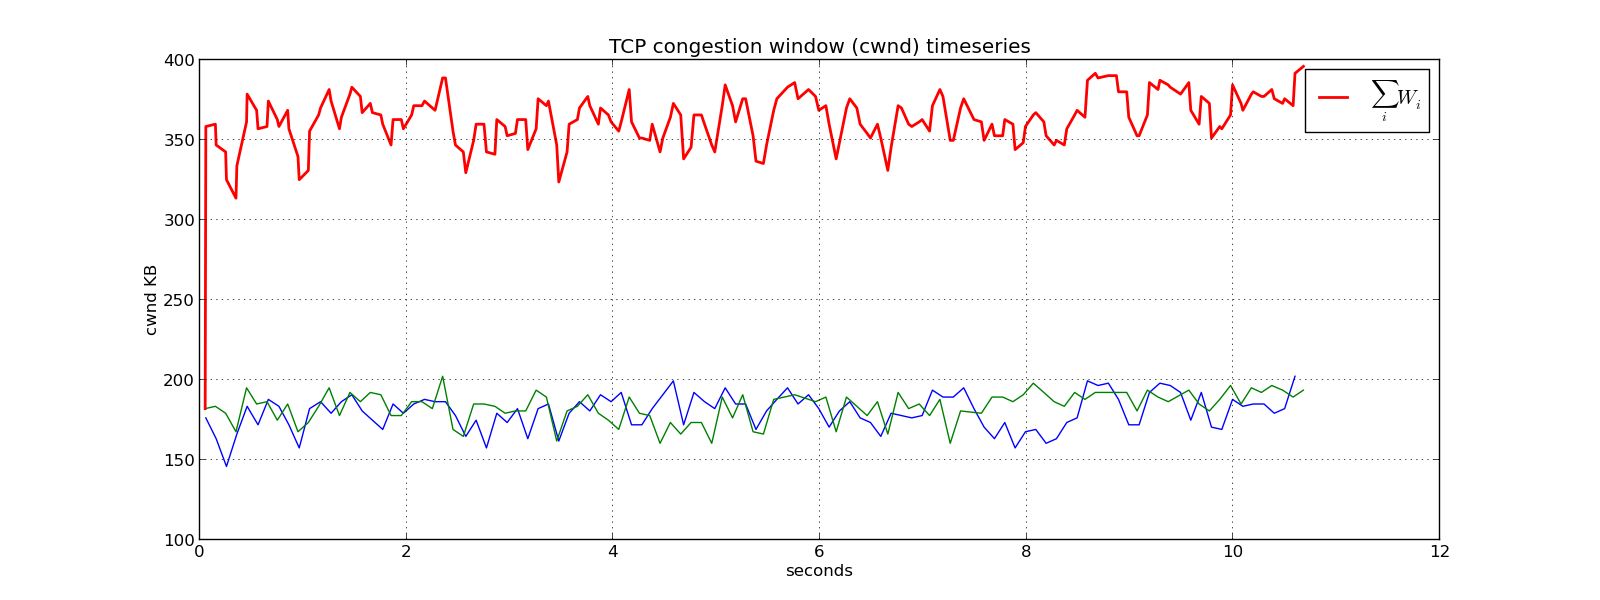 TCP congestion window (cwnd) timeseries
400
350
300
250
200
150
100
cwnd KB
∑ᵢ Wᵢ
0 2 4 6 8 10 12
seconds